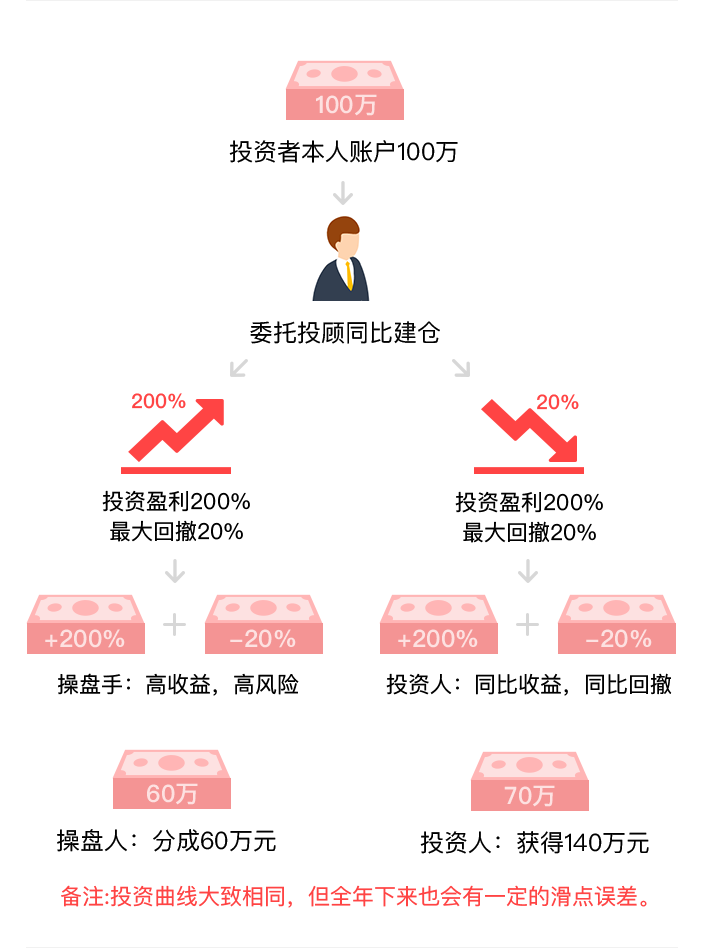 100万
投资者本人账户100万
委托投顾同比建仓
200%
20%
投资盈利200%
最大回撤20%
投资盈利200%
最大回撤20%
+200%
-20%
+200%
-20%
操盘手：高收益，高风险
投资人：同比收益，同比回撤
60万
70万
操盘人：分成60万元
投资人：获得140万元
备注:投资曲线大致相同，但全年下来也会有一定的滑点误差。